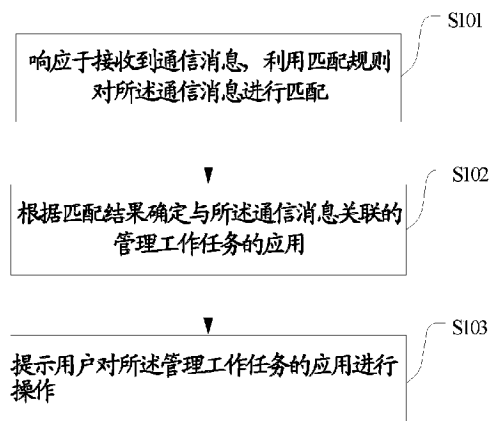 S101
响应于接收到通信消息，利用匹配规则
对所述通信消息进行匹配
S102
根据匹配结果确定与所述通信消息关联的
管理工作任务的应用
S103
提示用户对所述管理工作任务的应用进行
操作